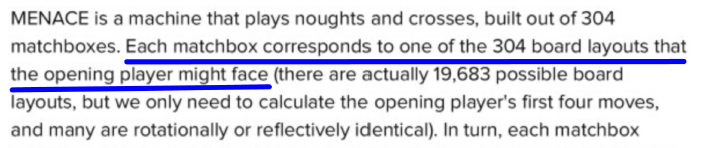 MENACE is a machine that plays noughts and crosses, built out of 304
matchboxes. Each matchbox corresponds to one of the 304 board layouts that
the opening player might face (there are actually 19,683 possible board
layouts, but we only need to calculate the opening player's first four moves,
and many are rotationally or reflectively identical). In turn, each matchbox